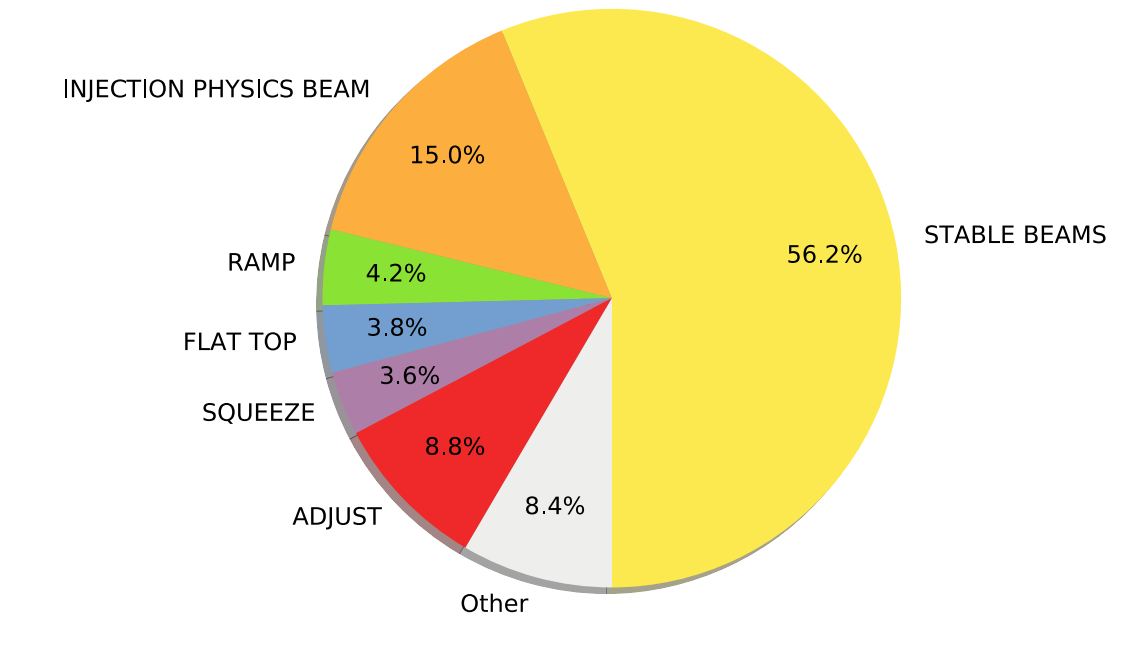 INJECTION PHYSICS BEAM
15.0%
56.2%
STABLE BEAMS
RAMP
4.2%
FLAT TOP
3.8%
SQUEEZE
3.6%
ADJUST
8.8%
Other
8.4%